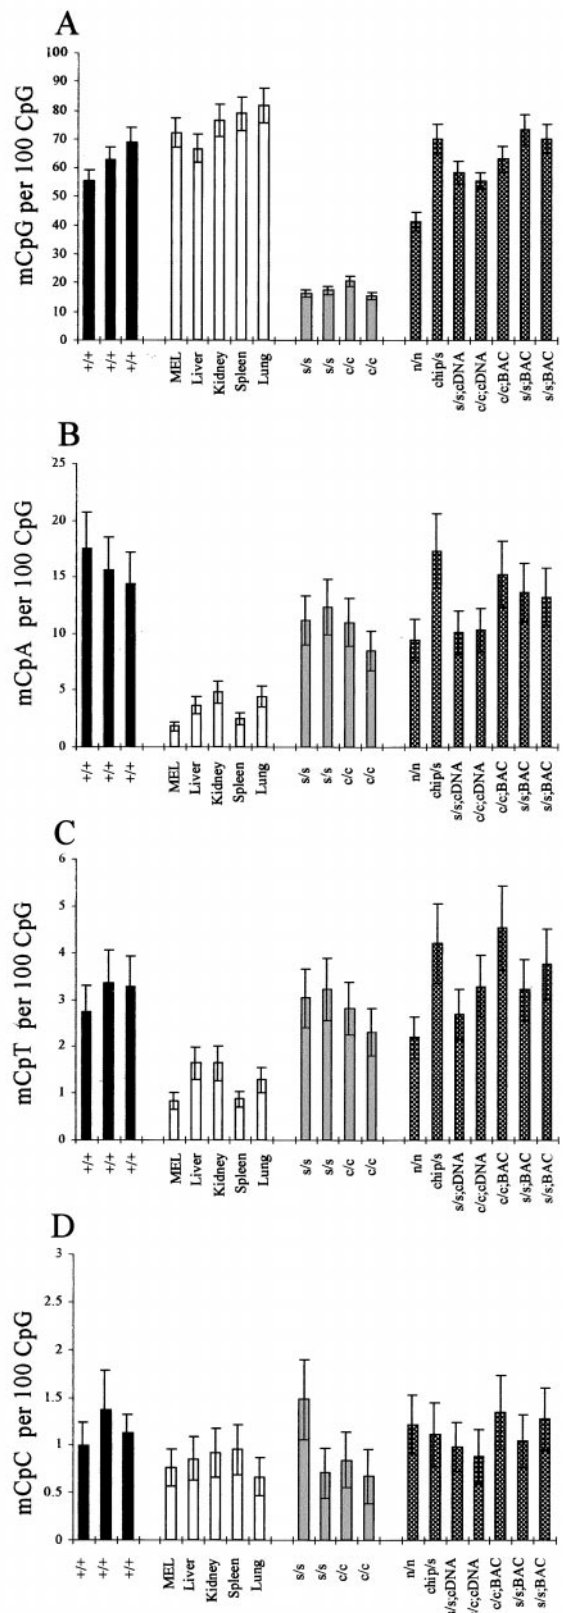 A
mCpG per 100 CpG
100
90
80
70
60
50
40
30
20
10
0
+/+ +/+ +/+ MEL Liver Kidney Spleen Lung s/s s/s c/c c/c n/n chip/s s/s;cDNA c/c;cDNA c/c;BAC s/s;BAC s/s;BAC
B
mCpA per 100 CpG
25
20
15
10
5
0
+/+ +/+ +/+ MEL Liver Kidney Spleen Lung s/s s/s c/c c/c n/n chip/s s/s;cDNA c/c;cDNA c/c;BAC s/s;BAC s/s;BAC
C
mCpT per 100 CpG
6
5
4
3
2
1
0
+/+ +/+ +/+ MEL Liver Kidney Spleen Lung s/s s/s c/c c/c n/n chip/s s/s;cDNA c/c;cDNA c/c;BAC s/s;BAC s/s;BAC
D
mCpC per 100 CpG
3
2.5
2
1.5
1
0.5
0
+/+ +/+ +/+ MEL Liver Kidney Spleen Lung s/s s/s c/c c/c n/n chip/s s/s;cDNA c/c;cDNA c/c;BAC s/s;BAC s/s;BAC